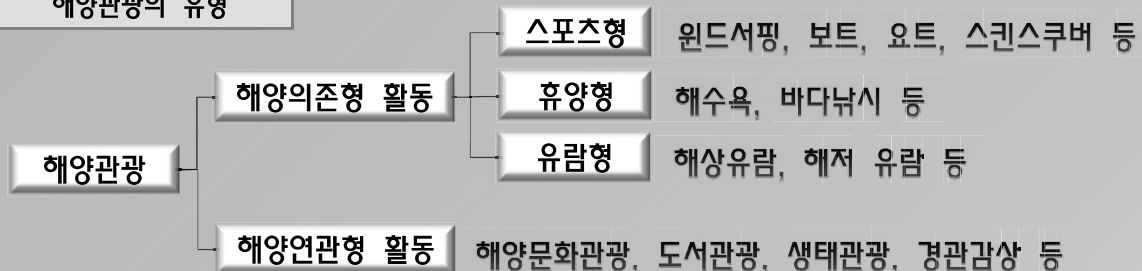 해양관광의 유형
스포츠형 윈드서핑, 보트, 요트, 스킨스쿠버 등
해양의존형 활동
휴양형 해수욕, 바다낚시 등
해양관광
유람형 해상유람, 해저 유람 등
해양연관형 활동 해양문화관광, 도서관광, 생태관광, 경관감상 등